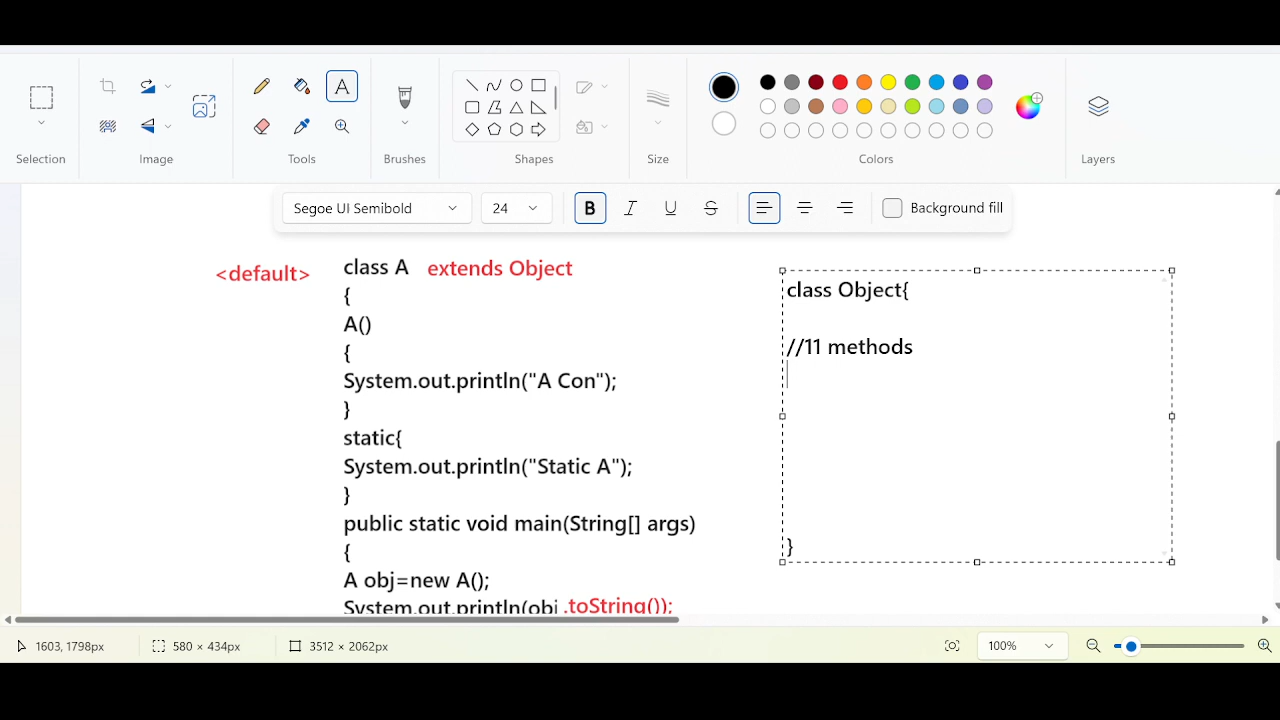 Selection
Image
Tools
Brushes
Shapes
Size
Colors
Layers
A
Segoe UI Semibold
24
B
I
U
S
Background fill
<default>
class A extends Object
{
A()
{
System.out.println("A Con");
}
static{
System.out.println("Static A");
}
public static void main(String[] args)
{
A obj=new A();
System.out.println(obj .toString());
class Object{
//11 methods
}
1603, 1798px
580 × 434px
3512 × 2062px
100%